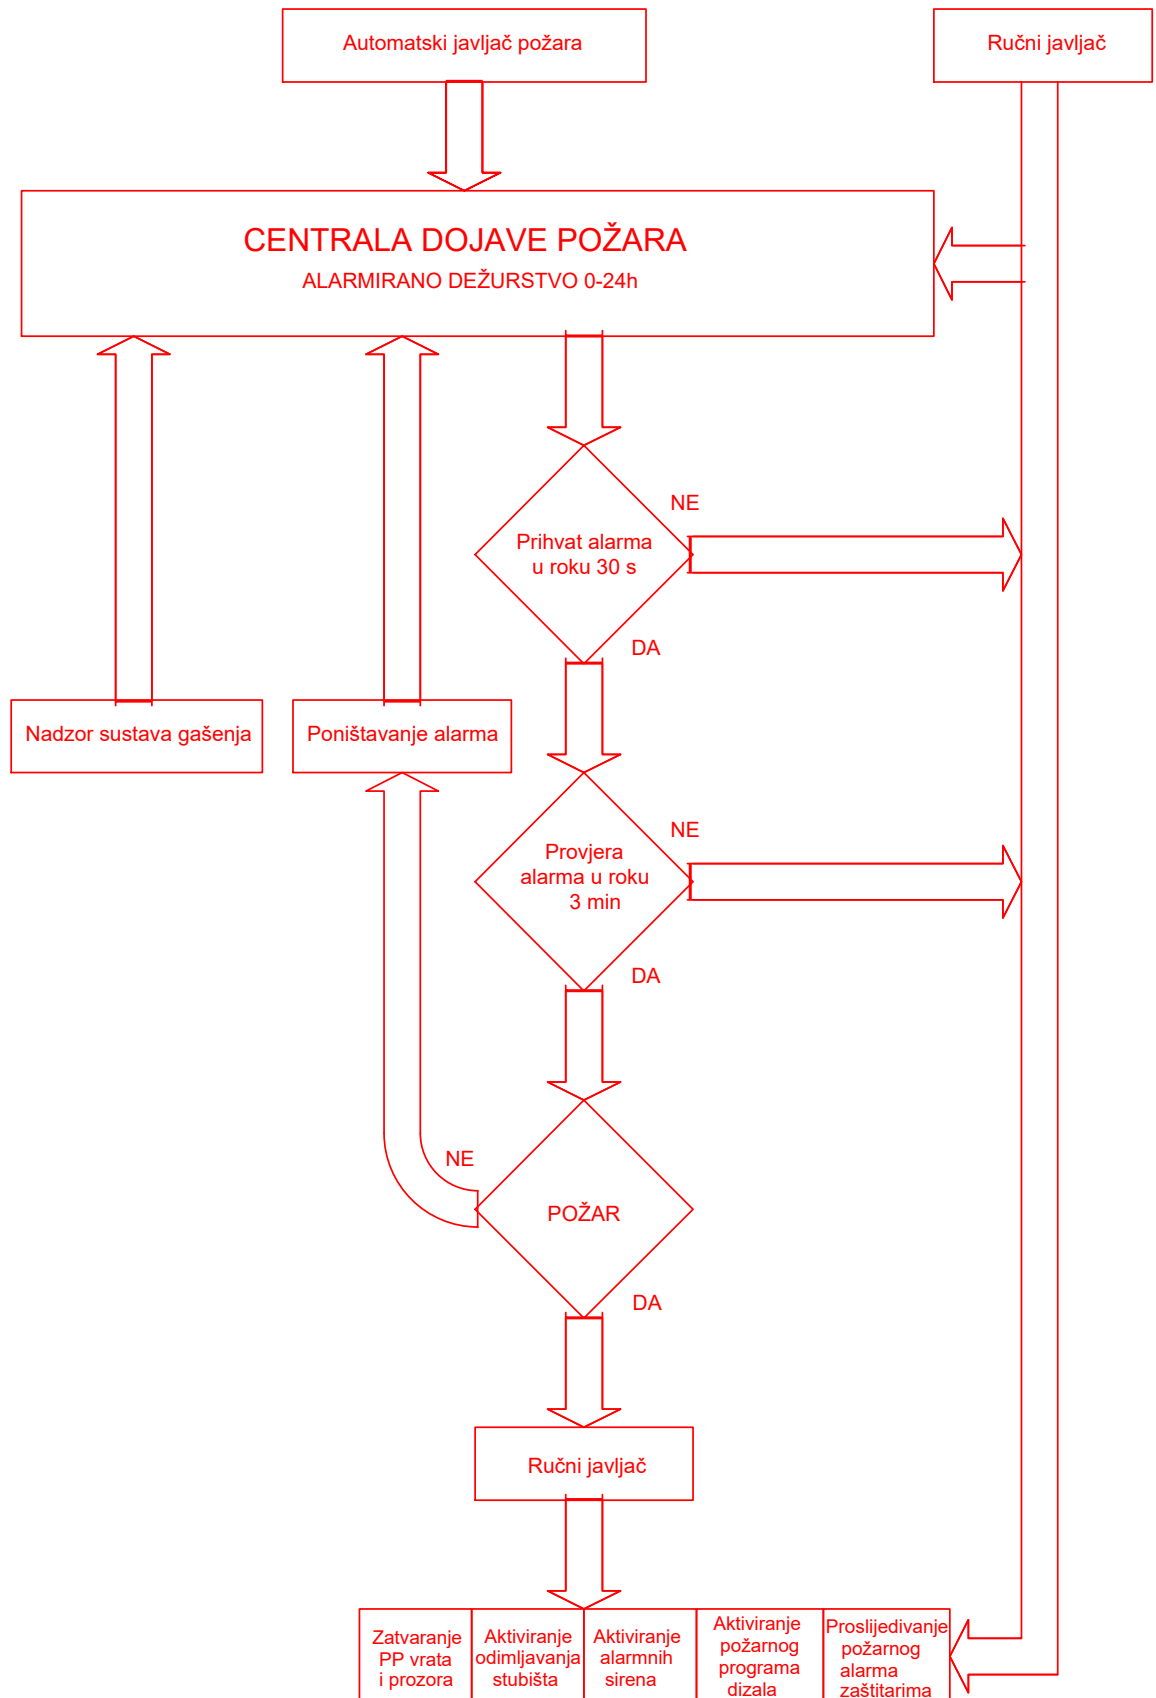 Automatski javljač požara
Ručni javljač
CENTRALA DOJAVE POŽARA
ALARMIRANO DEŽURSTVO 0-24h
NE
Prihvat alarma
u roku 30 s
DA
Nadzor sustava gašenja
Poništavanje alarma
NE
Provjera
alarma u roku
3 min
DA
NE
POŽAR
DA
Ručni javljač
Zatvaranje
PP vrata
i prozora
Aktiviranje
odimljavanja
stubišta
Aktiviranje
alarmnih
sirena
Aktiviranje
požarnog
programa
dizala
Proslijedivanje
požarnog
alarma
zaštitarima